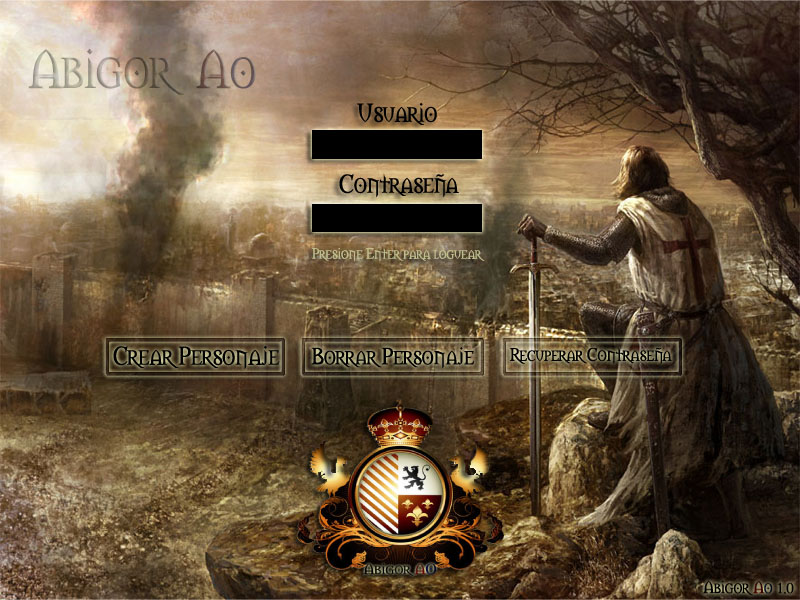 Abigor Ao
Usuario
Contraseña
Presione Enter para loguear
Crear Personaje
Borrar Personaje
Recuperar Contraseña
Abigor AO
Abigor Ao 1.0